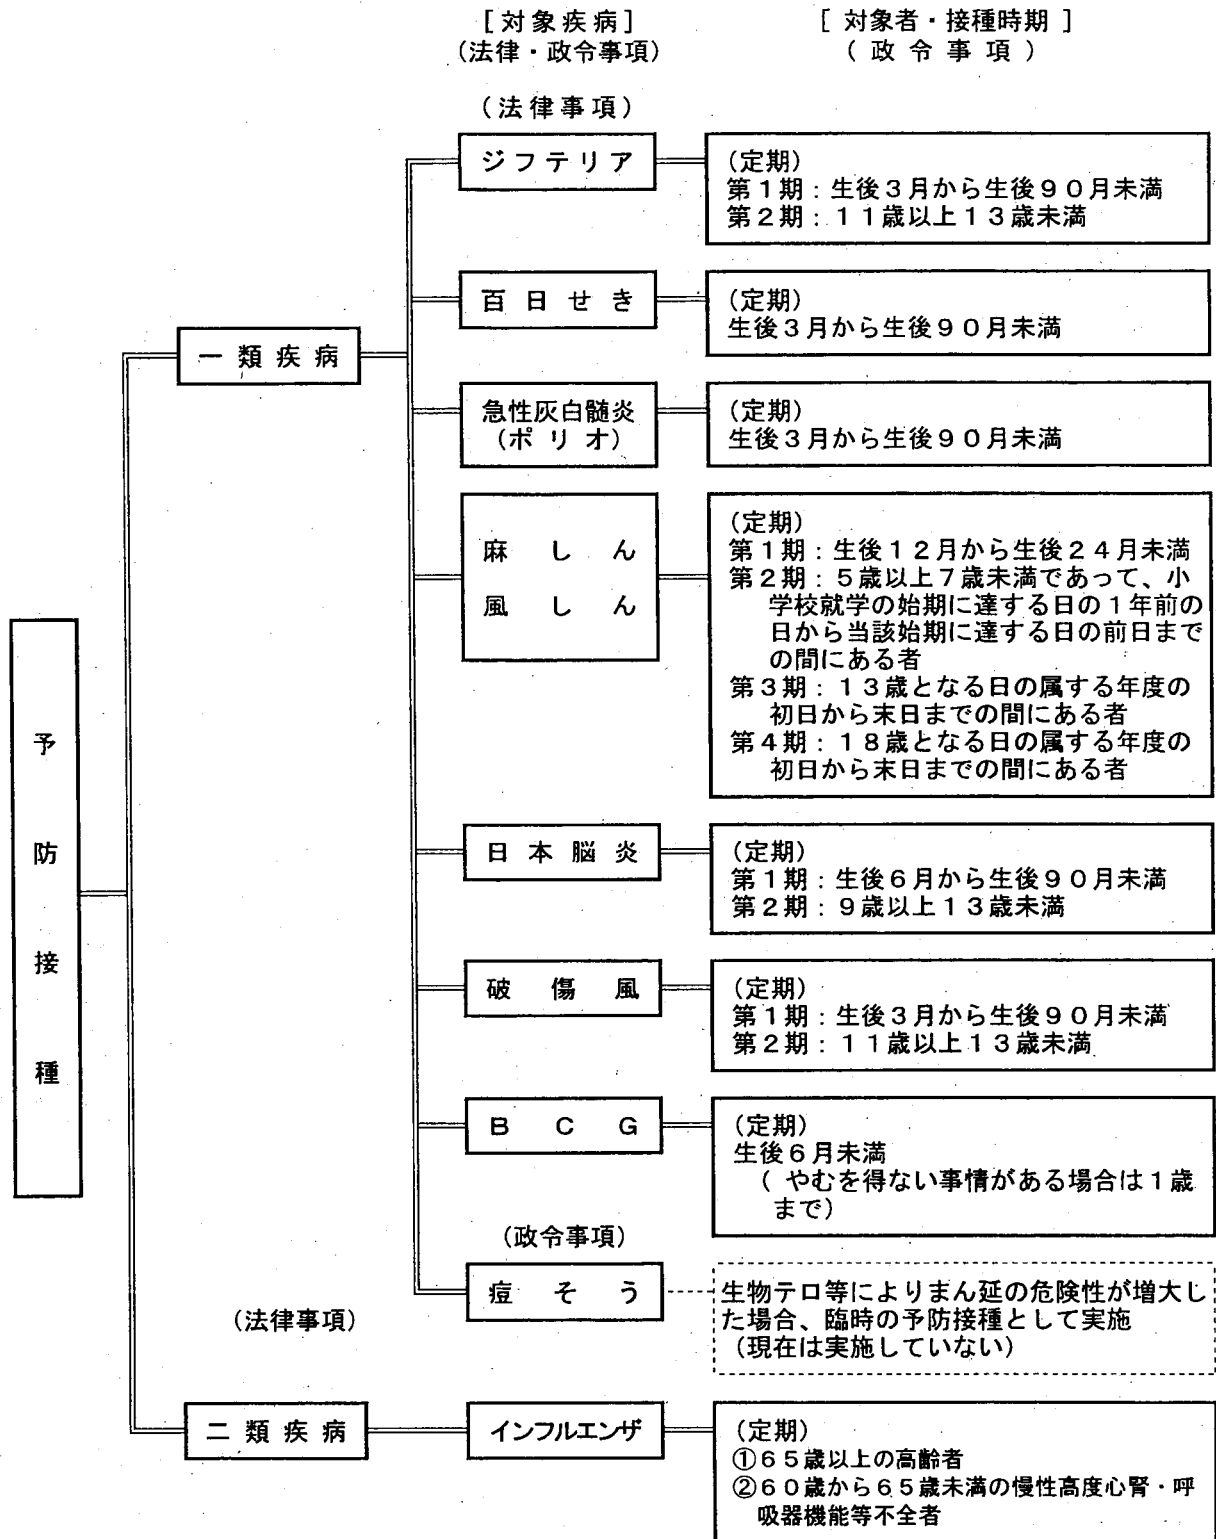 [対象疾病]
(法律・政令事項)
[ 対象者・接種時期 ]
( 政 令 事 項 )
(法律事項)
予防接種
一類疾病
ジフテリア
(定期)
第1期:生後3月から生後90月未満
第2期:11歳以上13歳未満
百日せき
(定期)
生後3月から生後90月未満
急性灰白髄炎
(ポリオ)
(定期)
生後3月から生後90月未満
麻しん
風しん
(定期)
第1期:生後12月から生後24月未満
第2期:5歳以上7歳未満であって、小
学校就学の始期に達する日の1年前の
日から当該始期に達する日の前日まで
の間にある者
第3期:13歳となる日の属する年度の
初日から末日までの間にある者
第4期:18歳となる日の属する年度の
初日から末日までの間にある者
日本脳炎
(定期)
第1期:生後6月から生後90月未満
第2期:9歳以上13歳未満
破傷風
(定期)
第1期:生後3月から生後90月未満
第2期:11歳以上13歳未満
BCG
(定期)
生後6月未満
( やむを得ない事情がある場合は1歳
まで)
(政令事項)
痘そう
生物テロ等によりまん延の危険性が増大し
た場合、臨時の予防接種として実施
(現在は実施していない)
(法律事項)
二類疾病
インフルエンザ
(定期)
①65歳以上の高齢者
②60歳から65歳未満の慢性高度心腎・呼
吸器機能等不全者